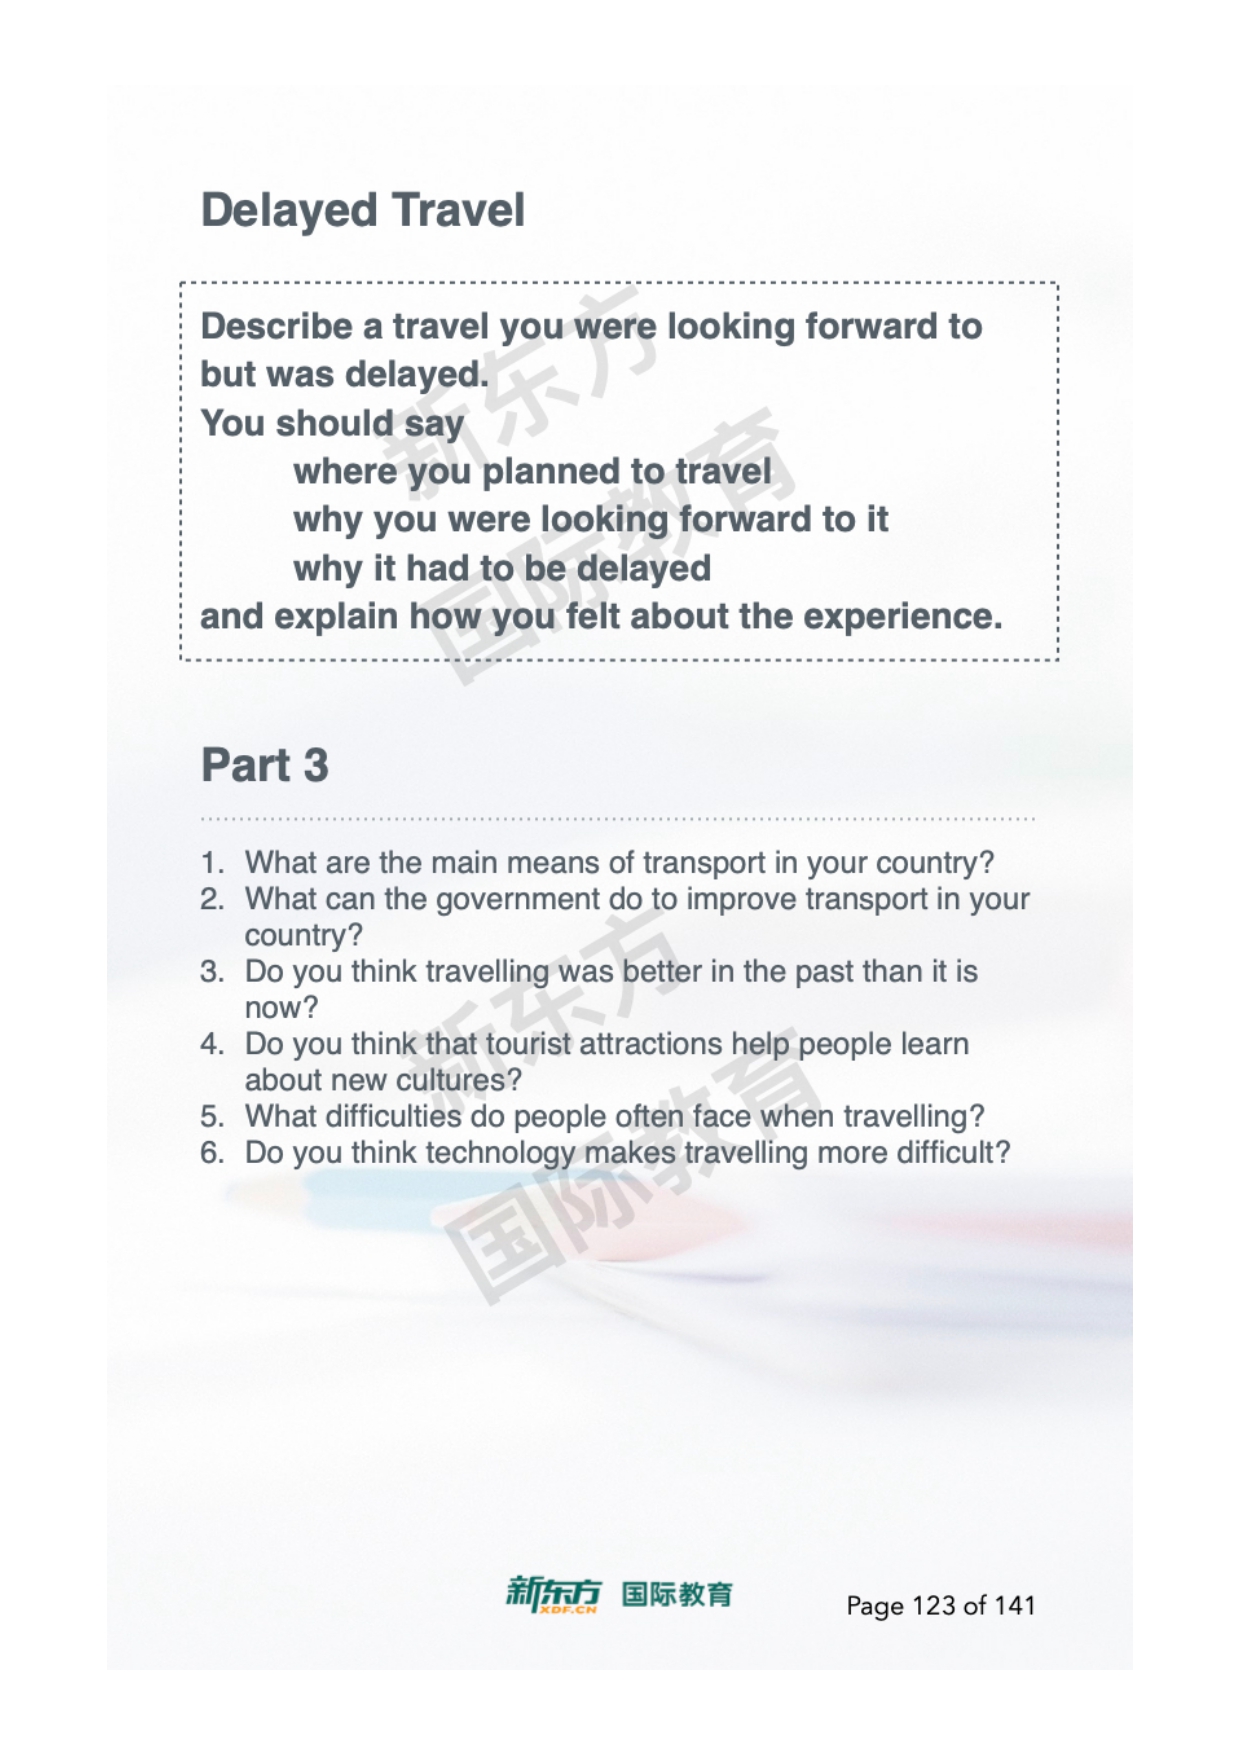 Delayed Travel
Describe a travel you were looking forward to
but was delayed.
You should say
where you planned to travel
why you were looking forward to it
why it had to be delayed
and explain how you felt about the experience.
新东方
国际教育
Part 3
1. What are the main means of transport in your country?
2. What can the government do to improve transport in your
country?
3. Do you think travelling was better in the past than it is
now?
4. Do you think that tourist attractions help people learn
about new cultures?
5. What difficulties do people often face when travelling?
6. Do you think technology makes travelling more difficult?
新东方
国际教育
新东方 XDF.CN 国际教育
Page 123 of 141